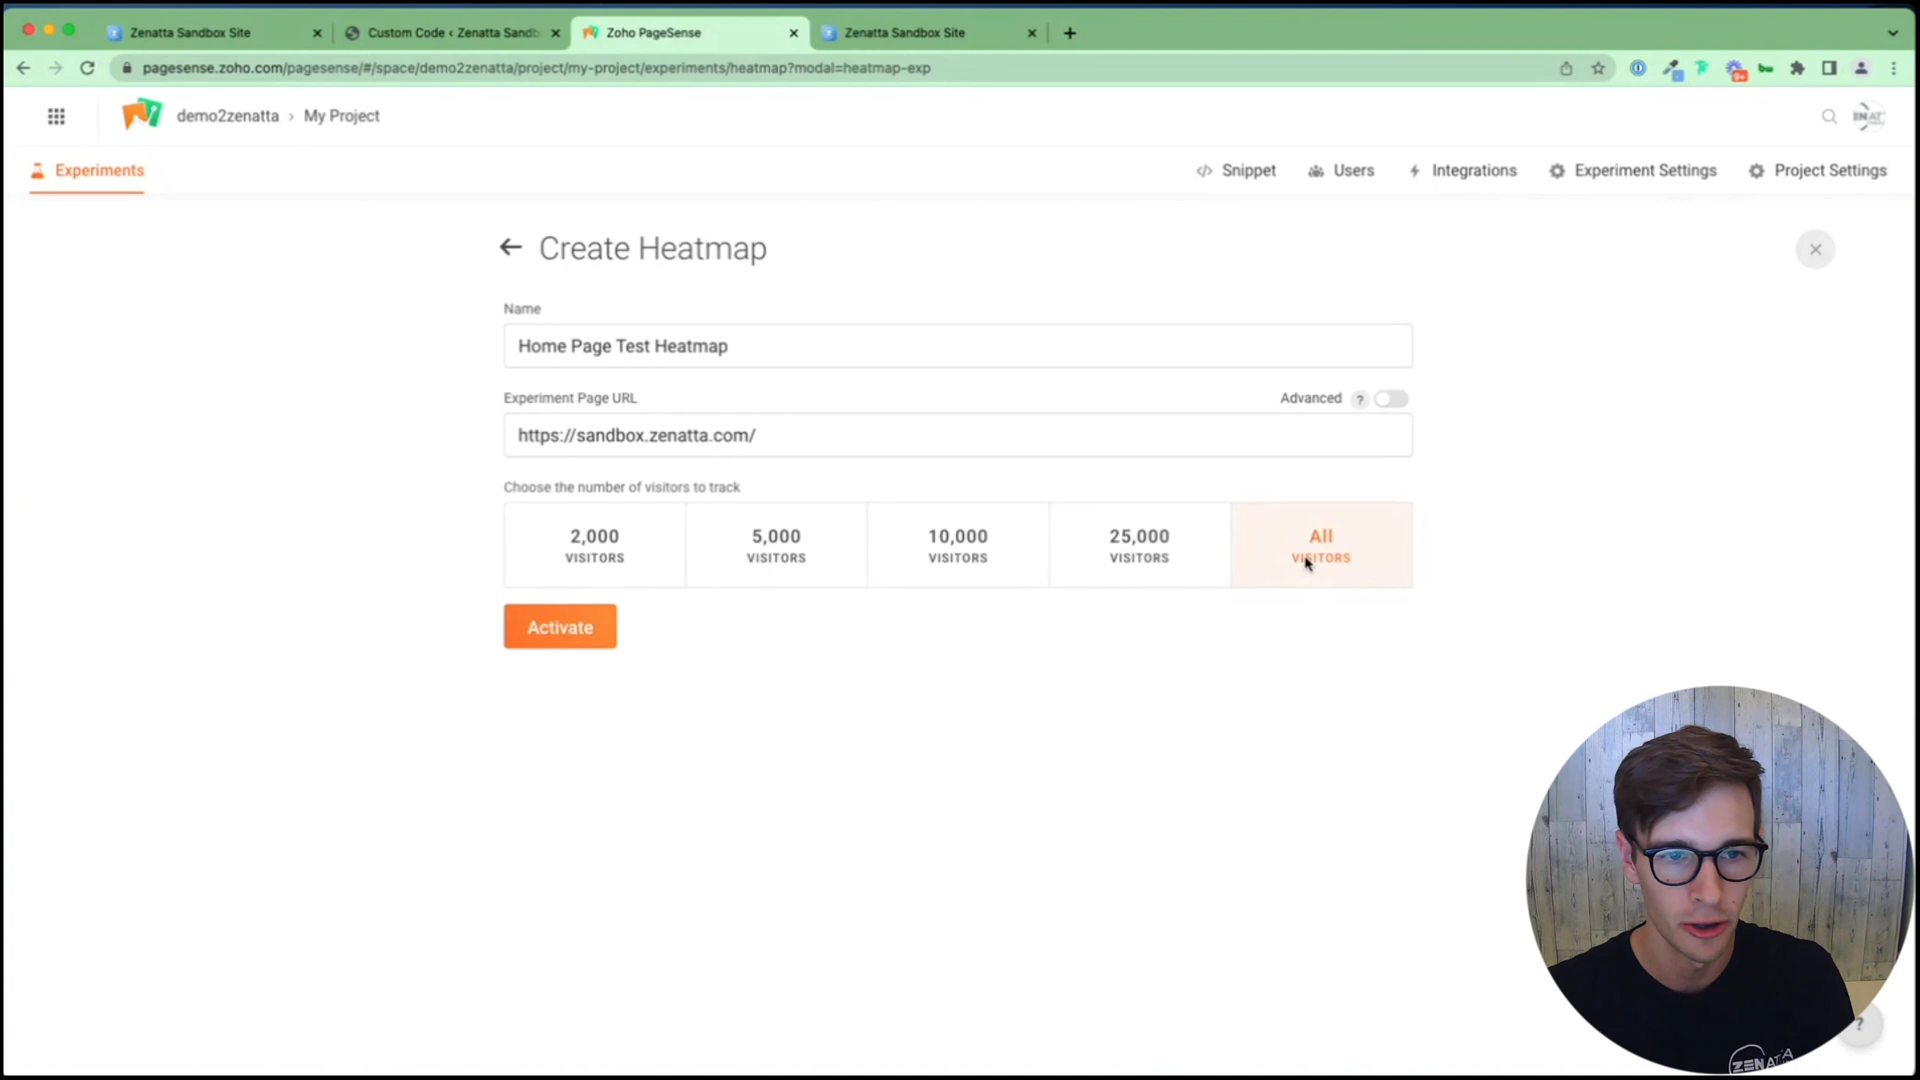 Zenatta Sandbox Site
Custom Code ‹ Zenatta Sandb
Zoho PageSense
Zenatta Sandbox Site
pagesense.zoho.com/pagesense/#/space/demo2zenatta/project/my-project/experiments/heatmap?modal=heatmap-exp
9+
demo2zenatta › My Project
Experiments
Snippet
Users
Integrations
Experiment Settings
Project Settings
Create Heatmap
Name
Home Page Test Heatmap
Experiment Page URL
Advanced ?
https://sandbox.zenatta.com/
Choose the number of visitors to track
2,000
VISITORS
5,000
VISITORS
10,000
VISITORS
25,000
VISITORS
All
VISITORS
Activate
?